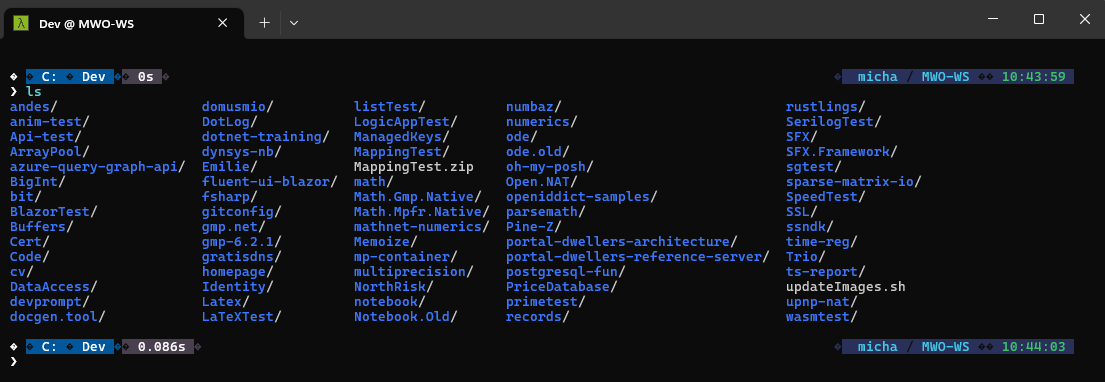 Dev @ MWO-WS
� C: � Dev �� 0s � � micha / MWO-WS �� 10:43:59
❯ ls
andes/ domusmio/ listTest/ numbaz/ rustlings/
anim-test/ DotLog/ LogicAppTest/ numerics/ SerilogTest/
Api-test/ dotnet-training/ ManagedKeys/ ode/ SFX/
ArrayPool/ dynsys-nb/ MappingTest/ ode.old/ SFX.Framework/
azure-query-graph-api/ Emilie/ MappingTest.zip oh-my-posh/ sgtest/
BigInt/ fluent-ui-blazor/ math/ Open.NAT/ sparse-matrix-io/
bit/ fsharp/ Math.Gmp.Native/ openiddict-samples/ SpeedTest/
BlazorTest/ gitconfig/ Math.Mpfr.Native/ parsemath/ SSL/
Buffers/ gmp.net/ mathnet-numerics/ Pine-Z/ ssndk/
Cert/ gmp-6.2.1/ Memoize/ portal-dwellers-architecture/ time-reg/
Code/ gratisdns/ mp-container/ portal-dwellers-reference-server/ Trio/
cv/ homepage/ multiprecision/ postgresql-fun/ ts-report/
DataAccess/ Identity/ NorthRisk/ PriceDatabase/ updateImages.sh
devprompt/ Latex/ notebook/ primetest/ upnp-nat/
docgen.tool/ LaTeXTest/ Notebook.Old/ records/ wasmtest/
� C: � Dev �� 0.086s � � micha / MWO-WS �� 10:44:03
❯